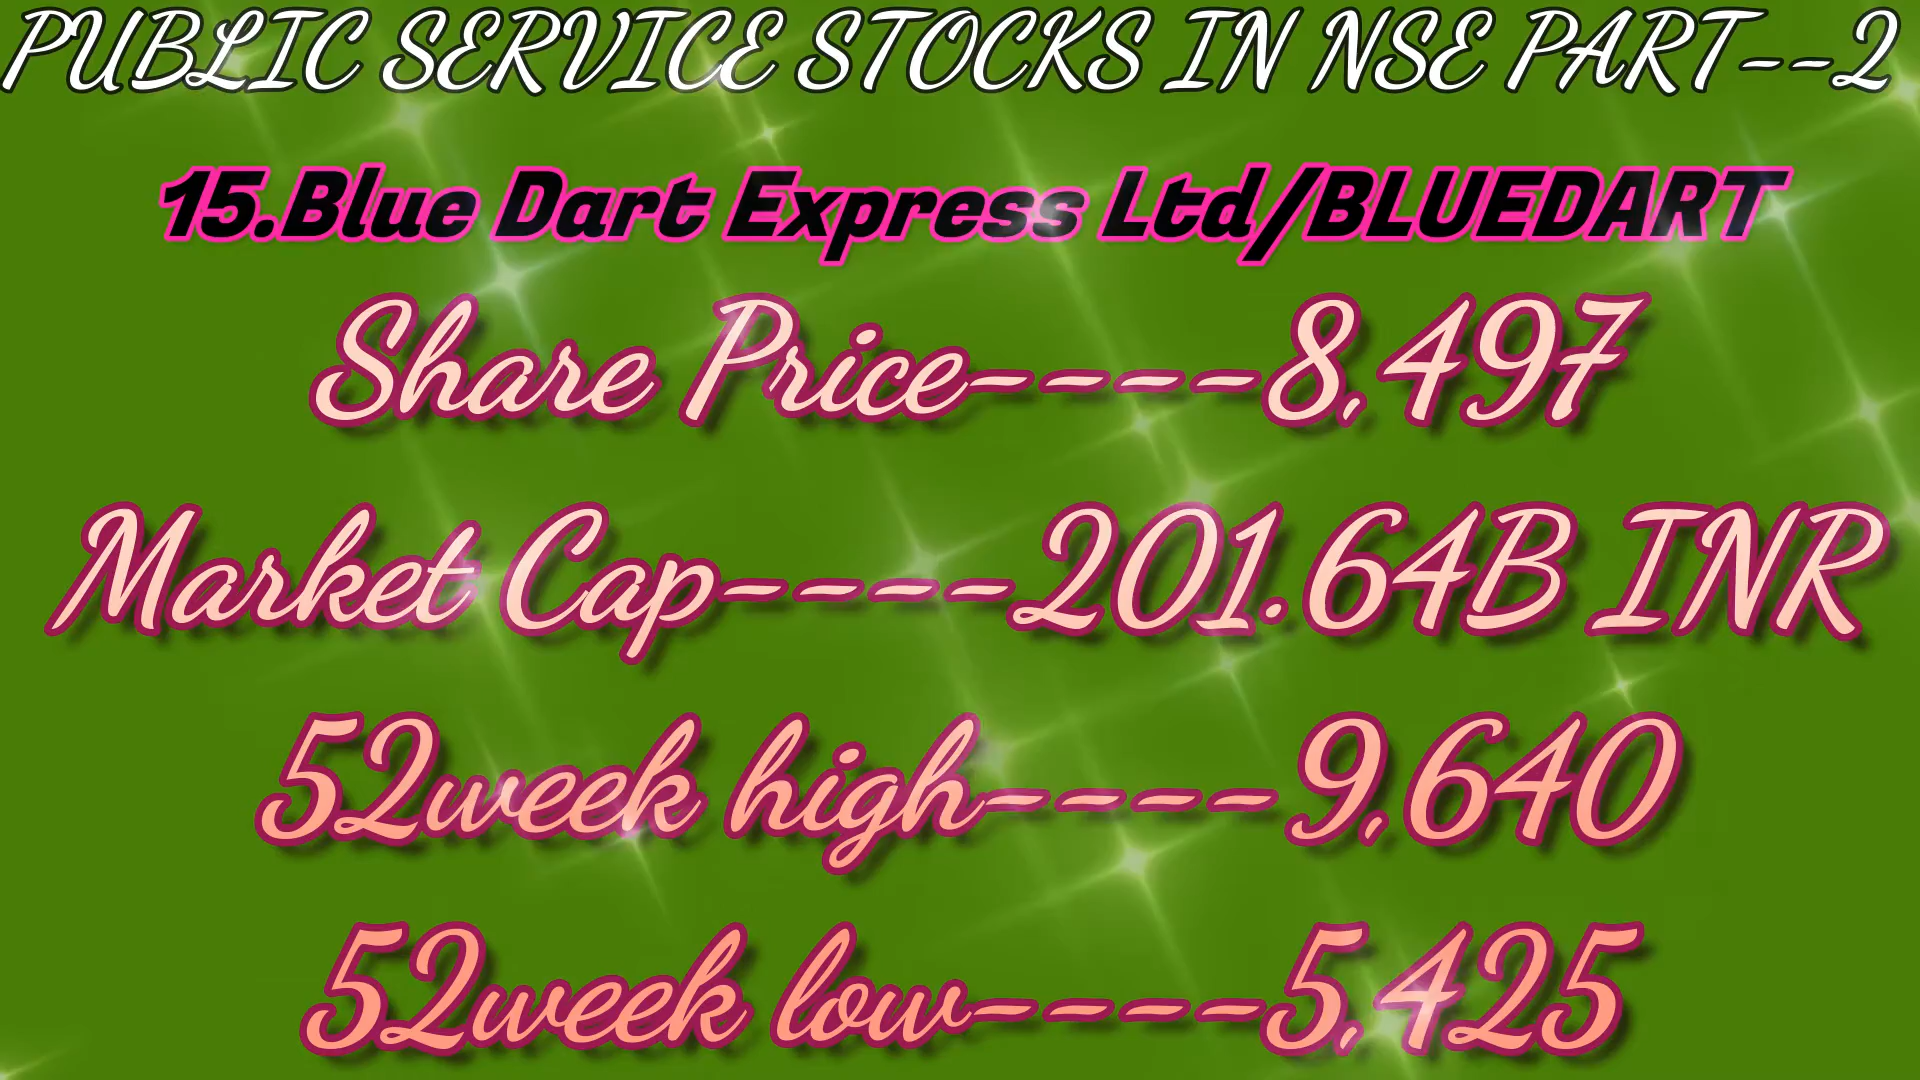 PUBLIC SERVICE STOCKS IN NSE PART--2
15.Blue Dart Express Ltd/BLUEDART
Share Price----8,497
Market Cap----201.64B INR
52week high----9,640
52week low----5,425